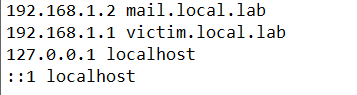 192.168.1.2 mail.local.lab
192.168.1.1 victim.local.lab
127.0.0.1 localhost
::1 localhost